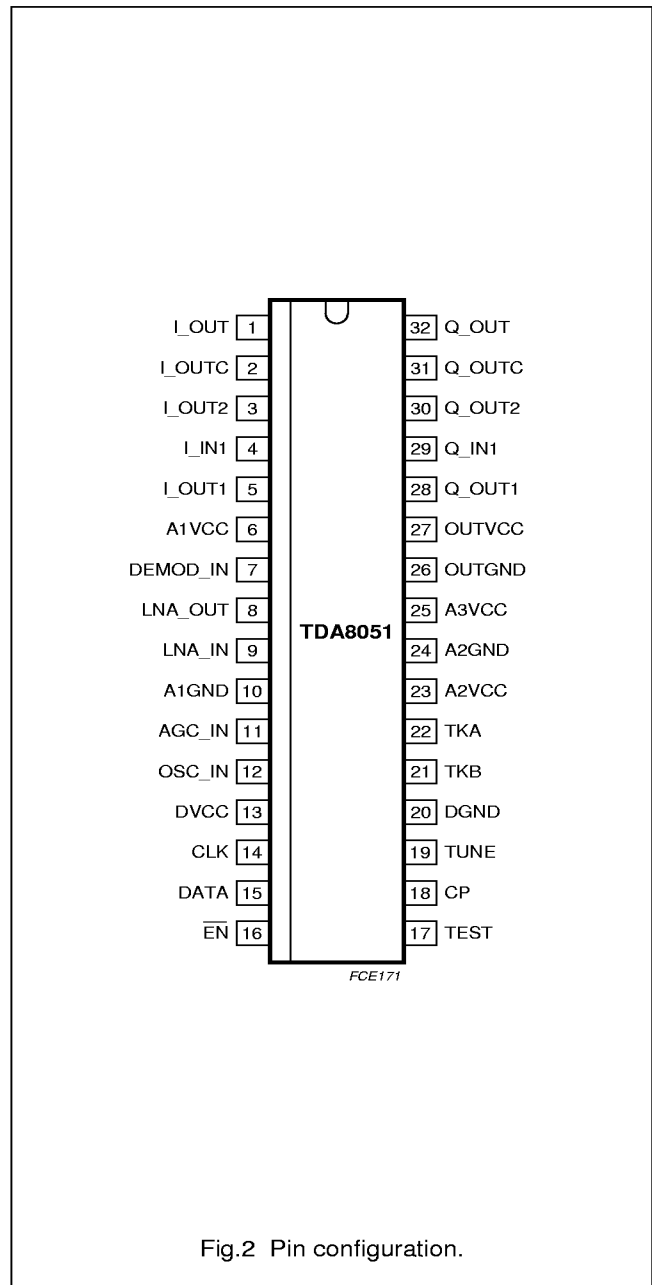 I_OUT 1 32 Q_OUT
I_OUTC 2 31 Q_OUTC
I_OUT2 3 30 Q_OUT2
I_IN1 4 29 Q_IN1
I_OUT1 5 28 Q_OUT1
A1VCC 6 27 OUTVCC
DEMOD_IN 7 26 OUTGND
LNA_OUT 8 25 A3VCC
TDA8051
LNA_IN 9 24 A2GND
A1GND 10 23 A2VCC
AGC_IN 11 22 TKA
OSC_IN 12 21 TKB
DVCC 13 20 DGND
CLK 14 19 TUNE
DATA 15 18 CP
E̅N̅ 16 17 TEST
FCE171
Fig.2 Pin configuration.